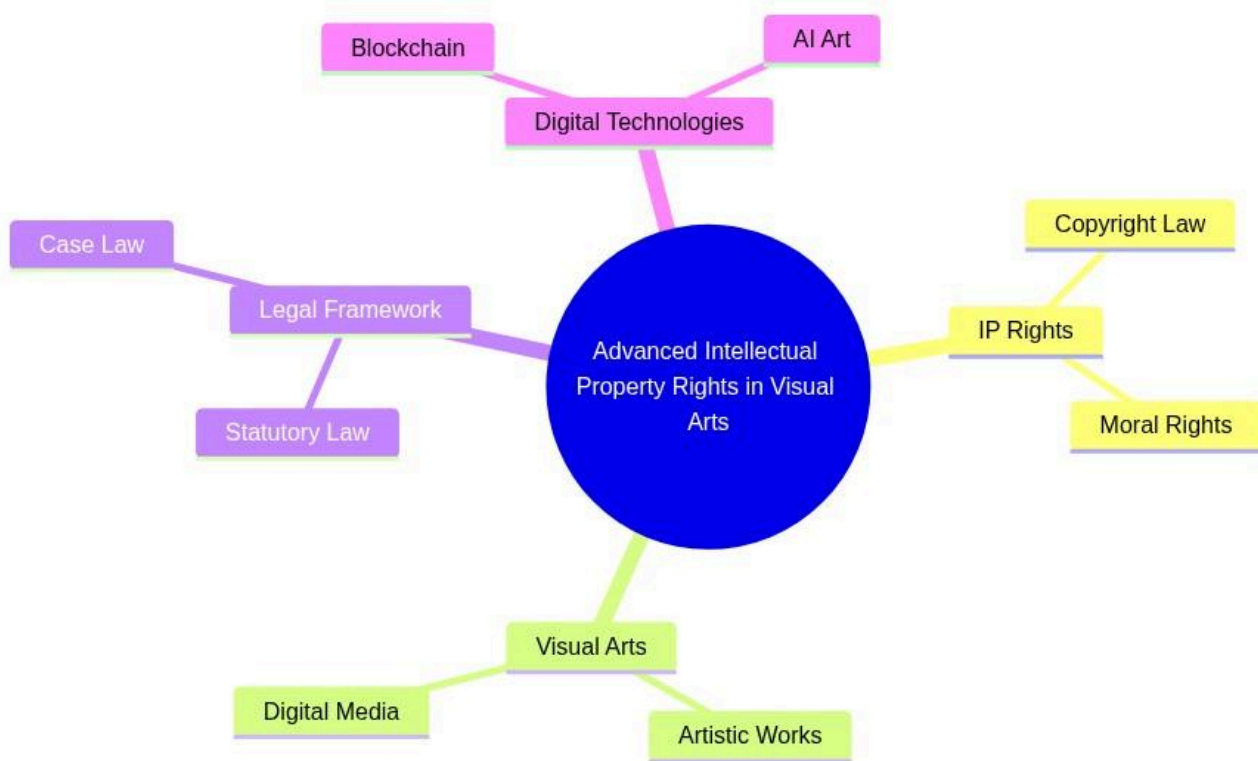 Blockchain
AI Art
Digital Technologies
Case Law
Legal Framework
Statutory Law
Copyright Law
IP Rights
Moral Rights
Advanced Intellectual
Property Rights in Visual
Arts
Visual Arts
Digital Media
Artistic Works